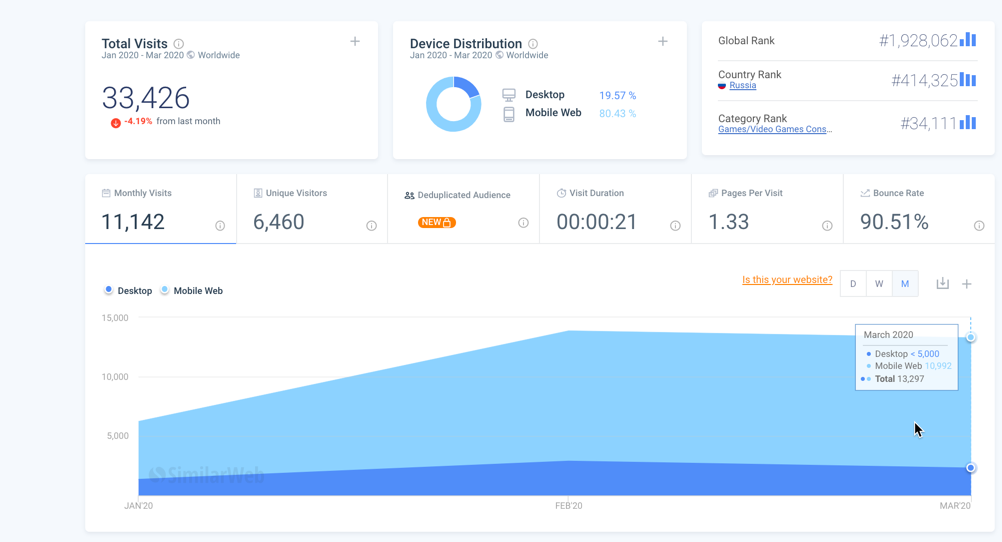 Total Visits
Jan 2020 - Mar 2020 Worldwide
33,426
-4.19% from last month
Device Distribution
Jan 2020 - Mar 2020 Worldwide
Desktop 19.57 %
Mobile Web 80.43 %
Global Rank #1,928,062
Country Rank #414,325
Russia
Category Rank #34,111
Games/Video Games Cons...
Monthly Visits
11,142
Unique Visitors
6,460
Deduplicated Audience
NEW
Visit Duration
00:00:21
Pages Per Visit
1.33
Bounce Rate
90.51%
Desktop Mobile Web
Is this your website? D W M
15,000
10,000
5,000
March 2020
Desktop < 5,000
Mobile Web 10,992
Total 13,297
SimilarWeb
JAN'20 FEB'20 MAR'20